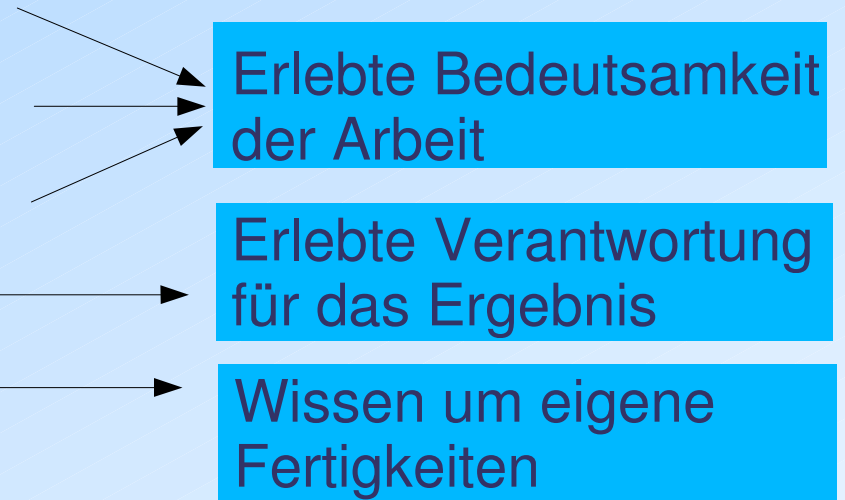 Erlebte Bedeutsamkeit
der Arbeit
Erlebte Verantwortung
für das Ergebnis
Wissen um eigene
Fertigkeiten